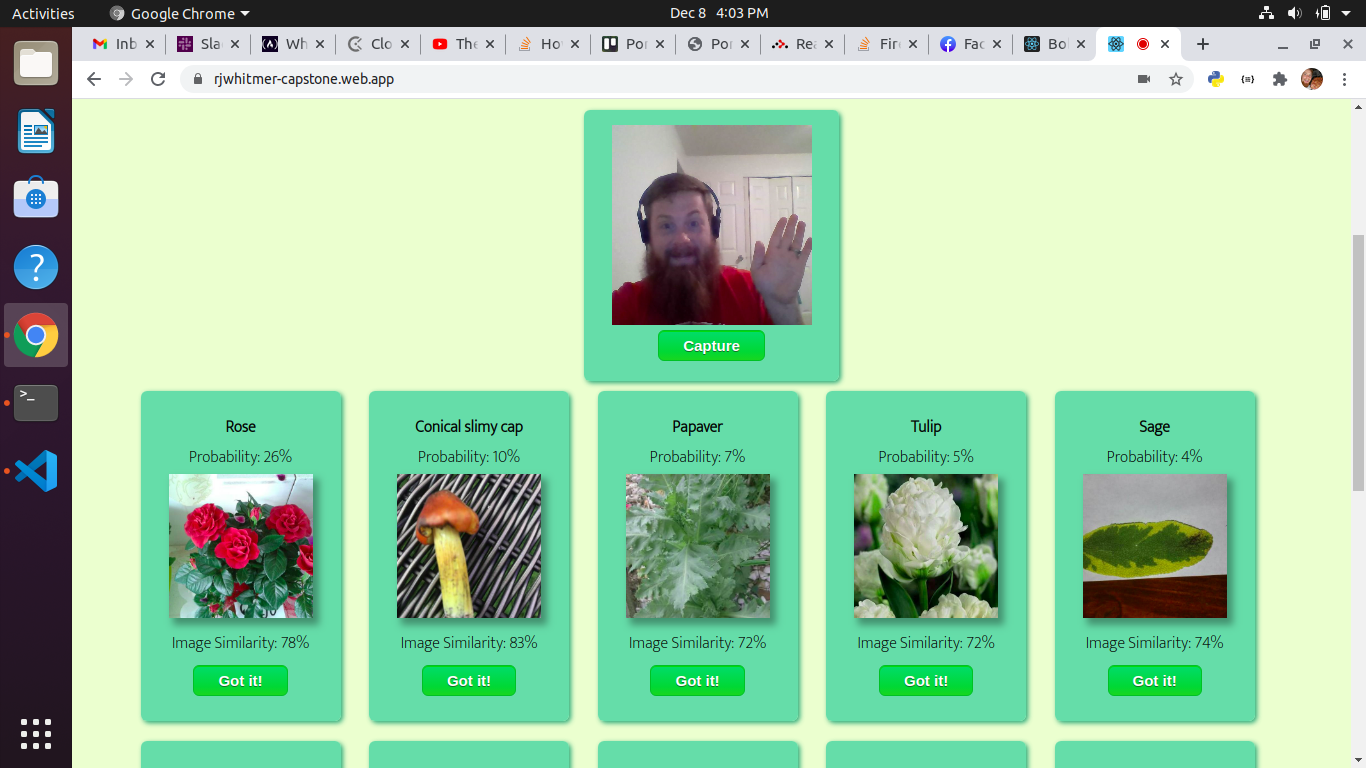 Activities Google Chrome Dec 8 4:03 PM
Inb Sla Wh Clo The Ho Por Por Rea Fire Fac Bol
rjwhitmer-capstone.web.app
Capture
Rose Conical slimy cap Papaver Tulip Sage
Probability: 26% Probability: 10% Probability: 7% Probability: 5% Probability: 4%
Image Similarity: 78% Image Similarity: 83% Image Similarity: 72% Image Similarity: 72% Image Similarity: 74%
Got it! Got it! Got it! Got it! Got it!